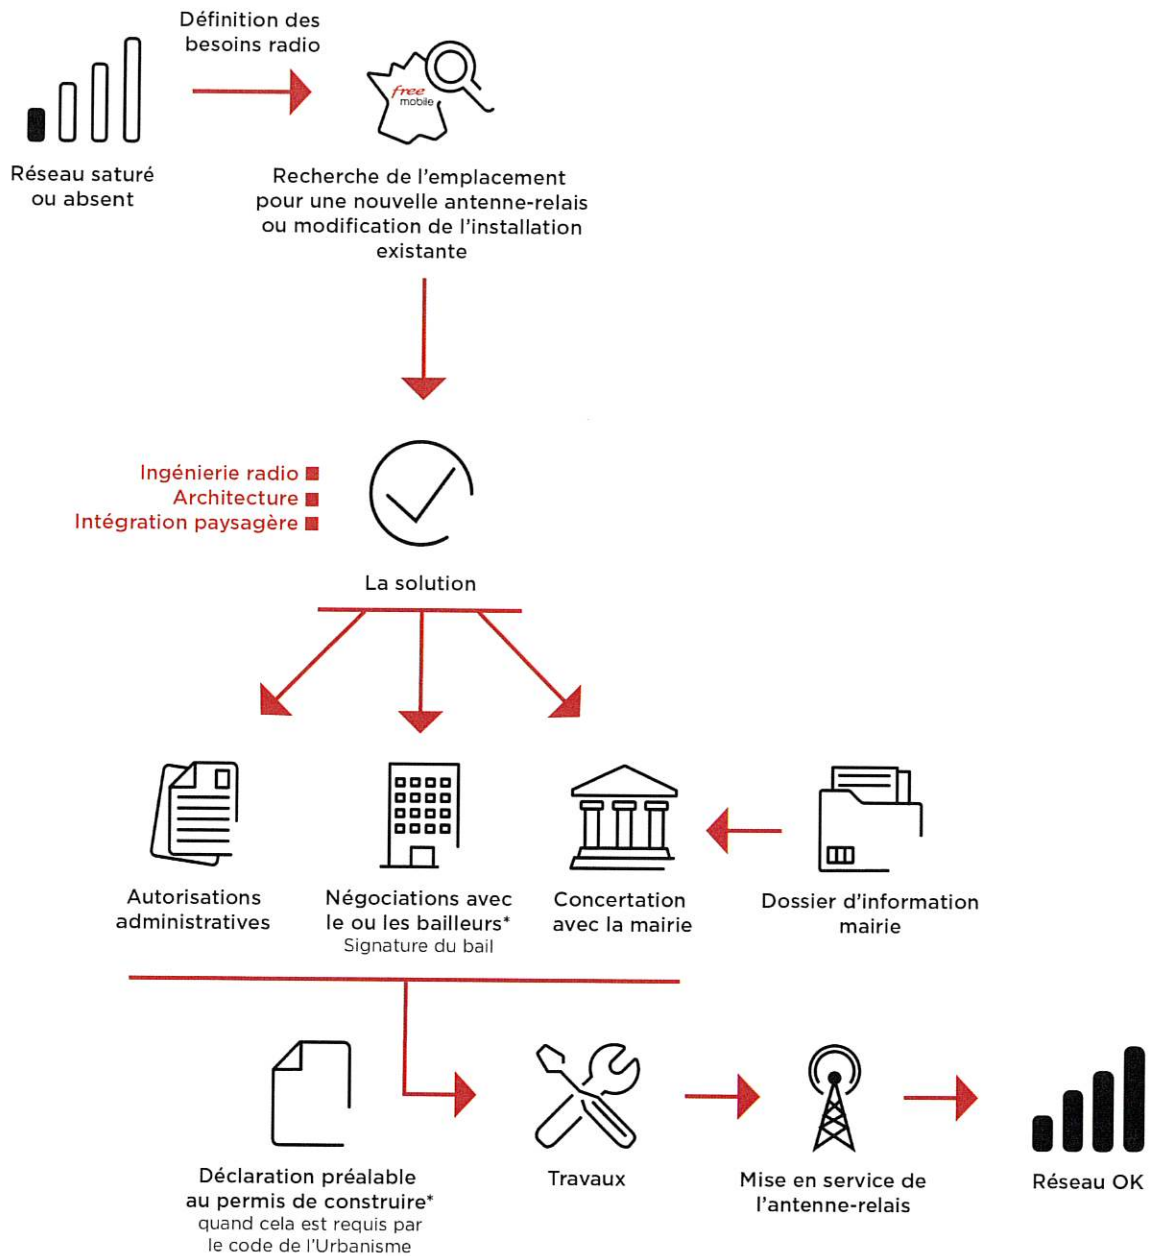 Définition des
besoins radio
free
mobile
Réseau saturé
ou absent
Recherche de l'emplacement
pour une nouvelle antenne-relais
ou modification de l'installation
existante
Ingénierie radio
Architecture
Intégration paysagère
La solution
Autorisations
administratives
Négociations avec
le ou les bailleurs*
Signature du bail
Concertation
avec la mairie
Dossier d'information
mairie
Déclaration préalable
au permis de construire*
quand cela est requis par
le code de l'Urbanisme
Travaux
Mise en service de
l'antenne-relais
Réseau OK